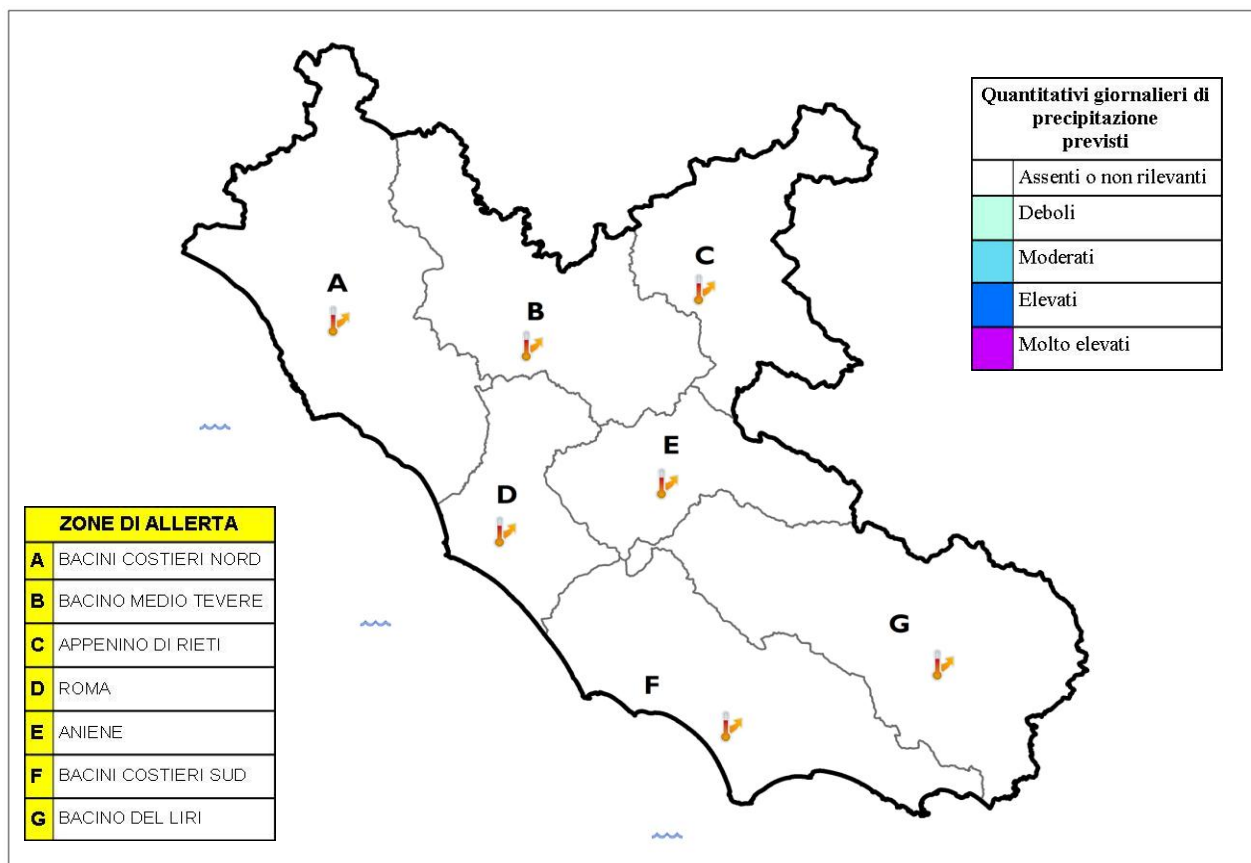 Quantitativi giornalieri di
precipitazione
previsti
Assenti o non rilevanti
Deboli
Moderati
Elevati
Molto elevati
A
B
C
D
E
F
G
ZONE DI ALLERTA
A BACINI COSTIERI NORD
B BACINO MEDIO TEVERE
C APPENINO DI RIETI
D ROMA
E ANIENE
F BACINI COSTIERI SUD
G BACINO DEL LIRI